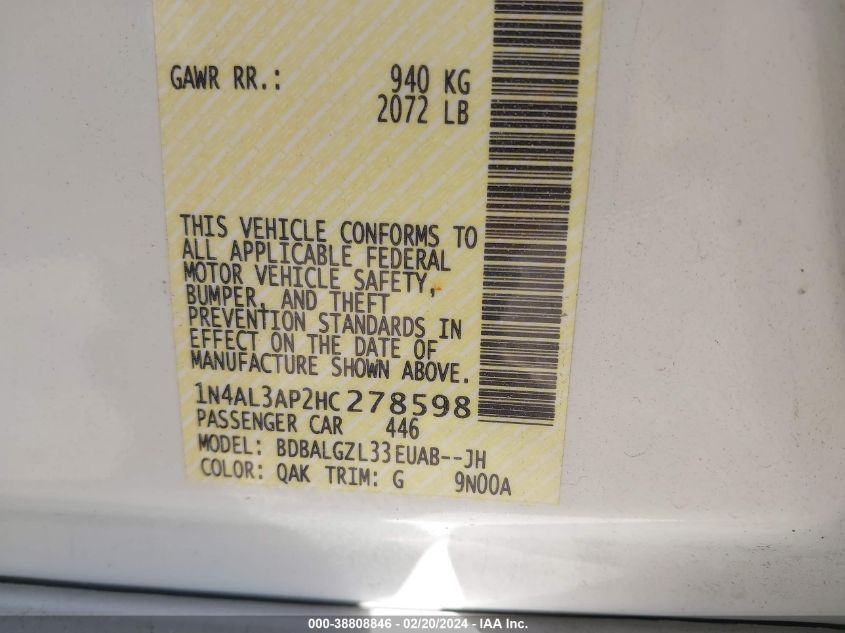 GAWR RR.: 940 KG
2072 LB
THIS VEHICLE CONFORMS TO
ALL APPLICABLE FEDERAL
MOTOR VEHICLE SAFETY,
BUMPER, AND THEFT
PREVENTION STANDARDS IN
EFFECT ON THE DATE OF
MANUFACTURE SHOWN ABOVE.
1N4AL3AP2HC278598
PASSENGER CAR 446
MODEL: BDBALGZL33EUAB--JH
COLOR: QAK TRIM: G 9N00A
000-38808846 - 02/20/2024 - IAA Inc.